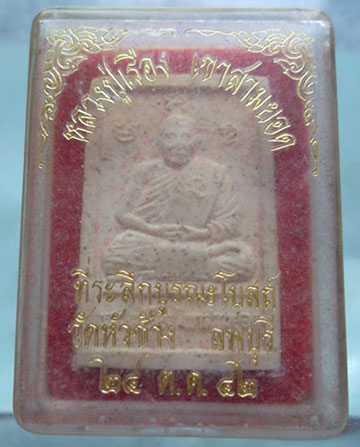 หลวงปู่เรือง เขาสามยอด
ที่ระลึกบูรณะโบสถ์
วัดหัวช้าง ลพบุรี
๒๔ ต.ค. ๔๒